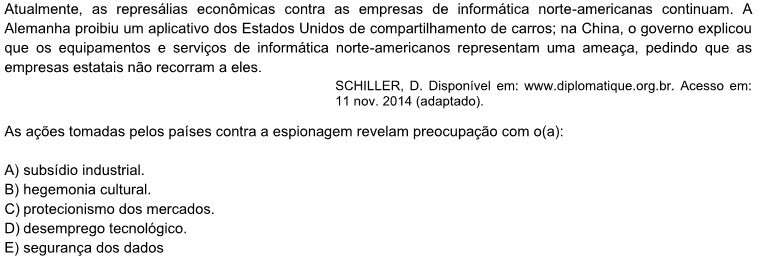 Atualmente, as represálias econômicas contra as empresas de informática norte-americanas continuam. A
Alemanha proibiu um aplicativo dos Estados Unidos de compartilhamento de carros; na China, o governo explicou
que os equipamentos e serviços de informática norte-americanos representam uma ameaça, pedindo que as
empresas estatais não recorram a eles.
SCHILLER, D. Disponível em: www.diplomatique.org.br. Acesso em:
11 nov. 2014 (adaptado).
As ações tomadas pelos países contra a espionagem revelam preocupação com o(a):
A) subsídio industrial.
B) hegemonia cultural.
C) protecionismo dos mercados.
D) desemprego tecnológico.
E) segurança dos dados